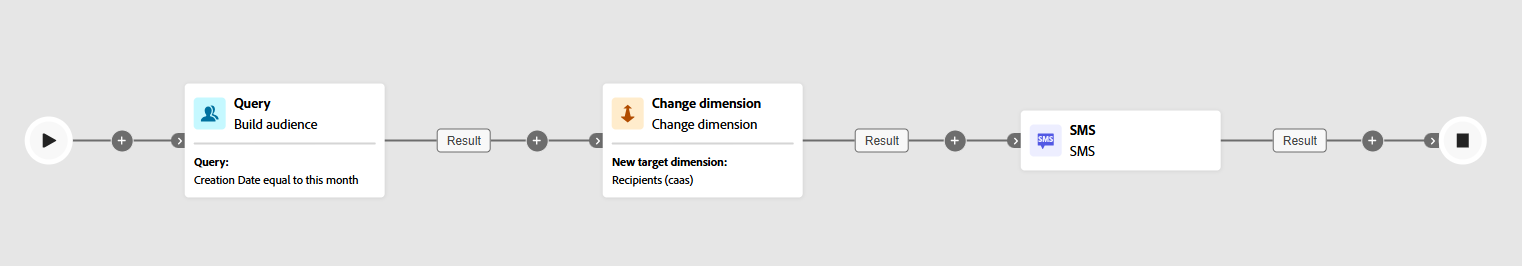 Query
Build audience
Query:
Creation Date equal to this month
Result
Change dimension
Change dimension
New target dimension:
Recipients (caas)
Result
SMS
SMS
SMS
Result